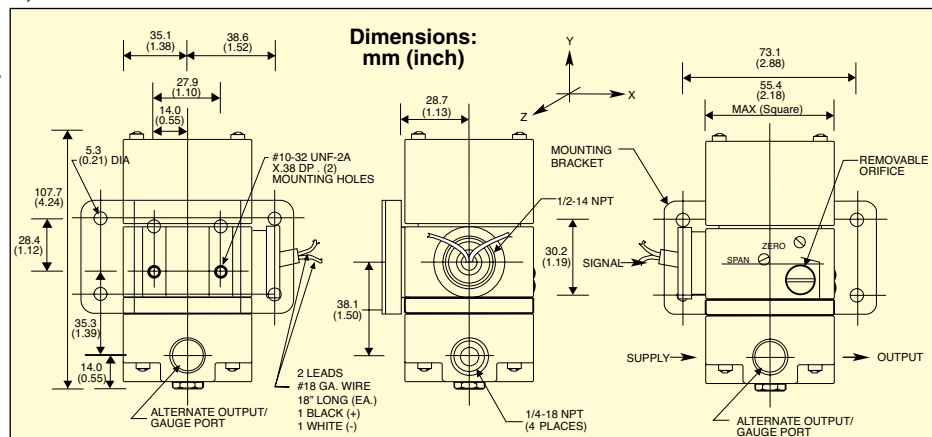 Dimensions:
mm (inch)
35.1
(1.38)
38.6
(1.52)
27.9
(1.10)
14.0
(0.55)
5.3
(0.21) DIA
107.7
(4.24)
28.4
(1.12)
35.3
(1.39)
14.0
(0.55)
#10-32 UNF-2A
X.38 DP . (2)
MOUNTING HOLES
2 LEADS
#18 GA. WIRE
18" LONG (EA.)
1 BLACK (+)
1 WHITE (-)
ALTERNATE OUTPUT/
GAUGE PORT
Y
X
Z
28.7
(1.13)
1/2-14 NPT
30.2
(1.19)
38.1
(1.50)
1/4-18 NPT
(4 PLACES)
73.1
(2.88)
55.4
(2.18)
MAX (Square)
MOUNTING
BRACKET
REMOVABLE
ORIFICE
ZERO
SPAN
SIGNAL
SUPPLY
OUTPUT
ALTERNATE OUTPUT/
GAUGE PORT